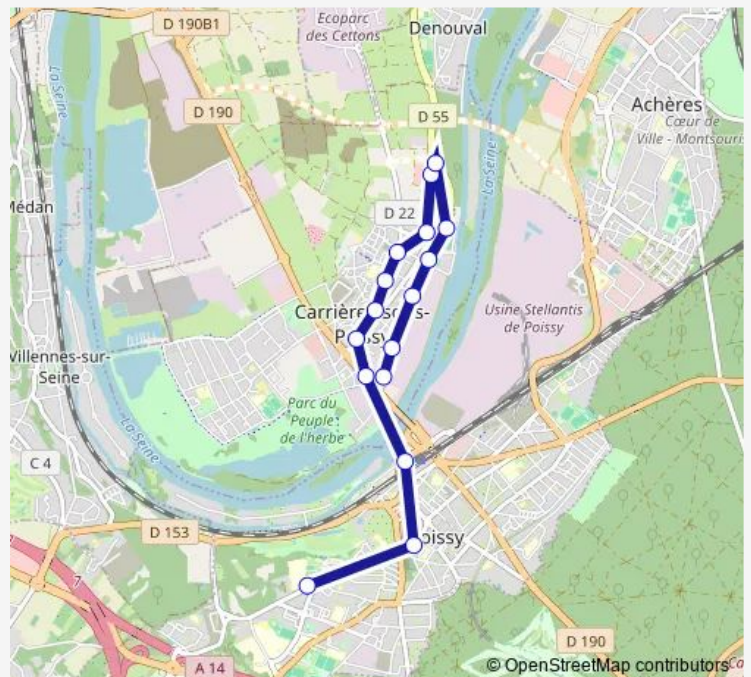 D 190B1
Ecoparc
des Cettons
Denouval
La Seine
D 190
D 55
Achères
Cœur de
Ville - Montsouris
La Seine
Médan
D 22
Carrières-sous-
Poissy
Usine Stellantis
de Poissy
Villennes-sur-
Seine
Parc du
Peuple
de l'herbe
La Seine
C 4
D 153
Poissy
7
D 190
A 14
© OpenStreetMap contributors